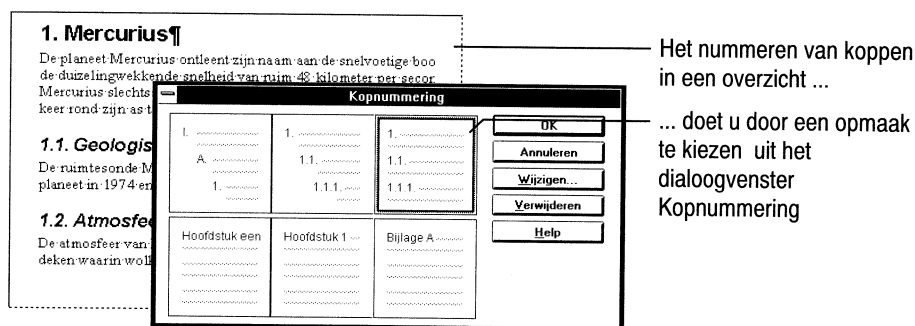 1. Mercurius¶
De·planeet·Mercurius·ontleent·zijn·naam·aan·de·snelvoetige·boo
de·duizelingwekkende·snelheid·van·ruim·48·kilometer·per·secon
Mercurius·slechts
keer·rond·zijn·as·t
1.1. Geologis
De·ruimtesonde·M
planeet·in·1974·en
1.2. Atmosfee
De·atmosfeer·van
deken·waarin·woll
Kopnummering
I.
A.
1.
1.
1.1.
1.1.1.
1.
1.1.
1.1.1.
Hoofdstuk een
Hoofdstuk 1
Bijlage A
OK
Annuleren
Wijzigen...
Verwijderen
Help
Het nummeren van koppen
in een overzicht ...
... doet u door een opmaak
te kiezen uit het
dialoogvenster
Kopnummering